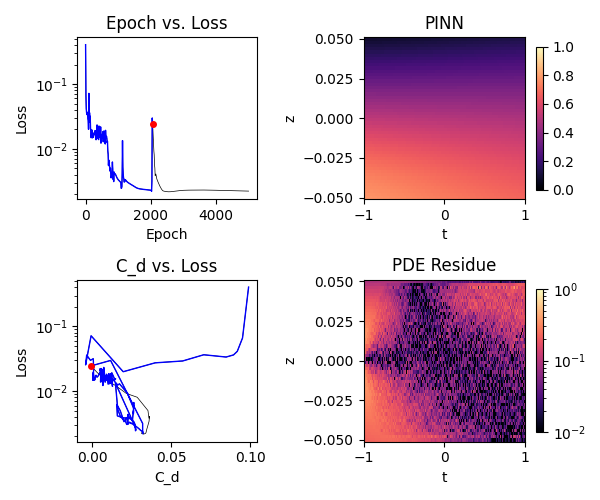 Epoch vs. Loss
Loss
10⁻¹
10⁻²
0 2000 4000
Epoch
PINN
z
0.050
0.025
0.000
−0.025
−0.050
−1 0 1
t
1.0
0.8
0.6
0.4
0.2
0.0
C_d vs. Loss
Loss
10⁻¹
10⁻²
0.00 0.05 0.10
C_d
PDE Residue
z
0.050
0.025
0.000
−0.025
−0.050
−1 0 1
t
10⁰
10⁻¹
10⁻²